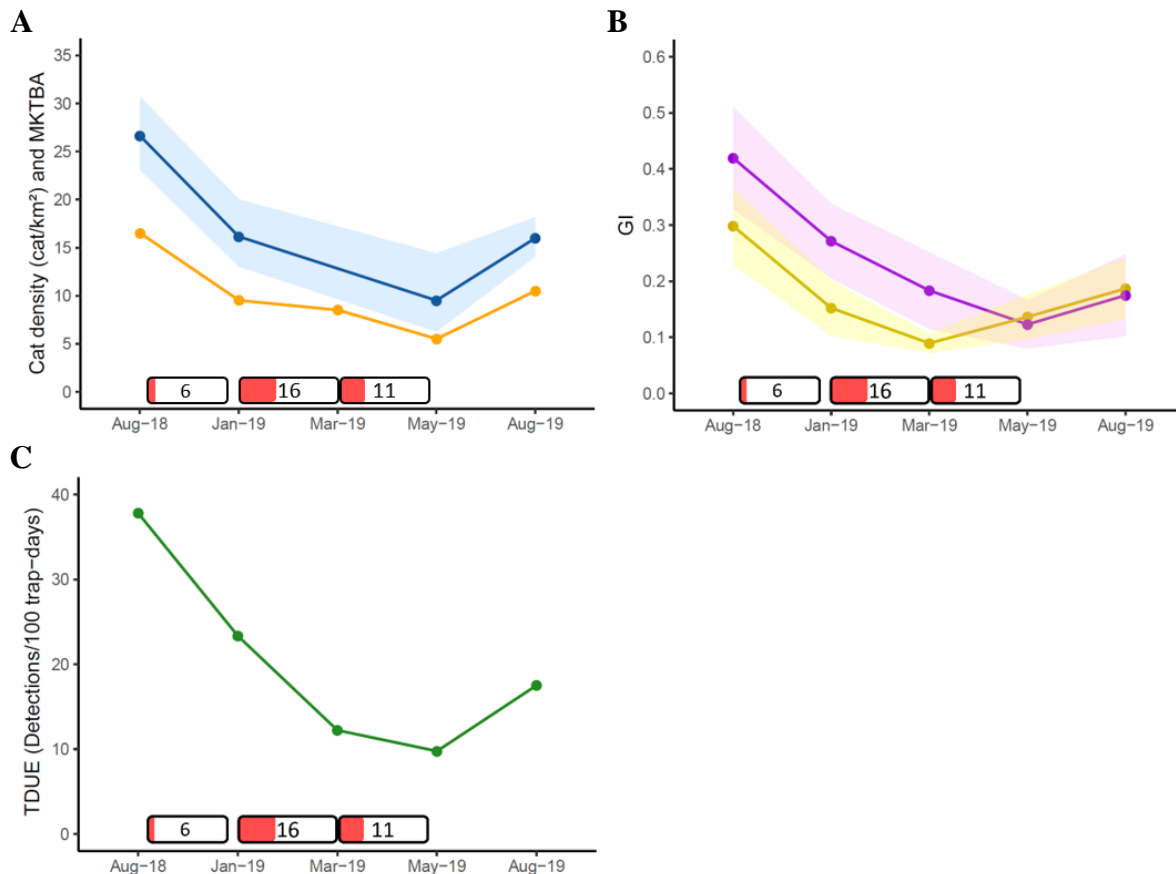 A
Cat density (cat/km²) and MKTBA
35
30
25
20
15
10
5
0
6
16
11
Aug-18
Jan-19
Mar-19
May-19
Aug-19
B
GI
0.6
0.5
0.4
0.3
0.2
0.1
0.0
6
16
11
Aug-18
Jan-19
Mar-19
May-19
Aug-19
C
TDUE (Detections/100 trap-days)
40
30
20
10
0
6
16
11
Aug-18
Jan-19
Mar-19
May-19
Aug-19